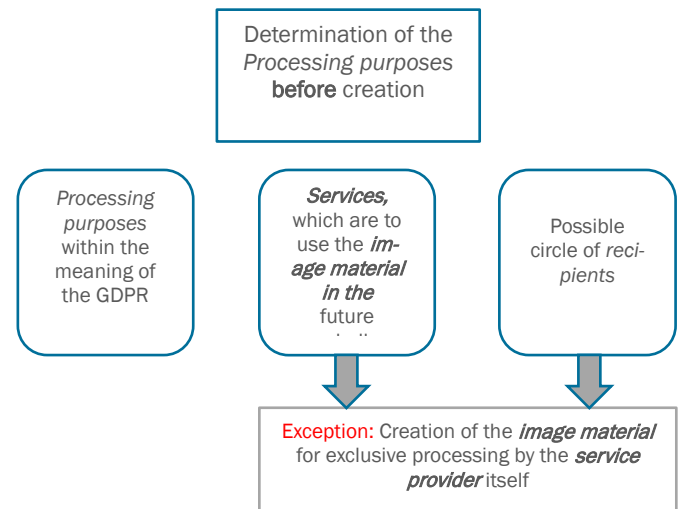 Determination of the
Processing purposes
before creation
Processing
purposes
within the
meaning of
the GDPR
Services,
which are to
use the im-
age material
in the
future
Possible
circle of reci-
pients
Exception: Creation of the image material
for exclusive processing by the service
provider itself